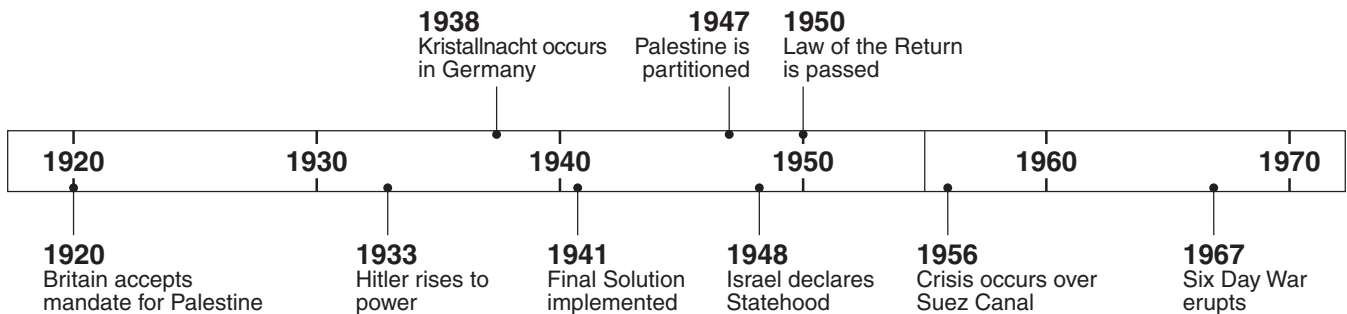 1938
Kristallnacht occurs
in Germany
1947
Palestine is
partitioned
1950
Law of the Return
is passed
1920
1930
1940
1950
1960
1970
1920
Britain accepts
mandate for Palestine
1933
Hitler rises to
power
1941
Final Solution
implemented
1948
Israel declares
Statehood
1956
Crisis occurs over
Suez Canal
1967
Six Day War
erupts